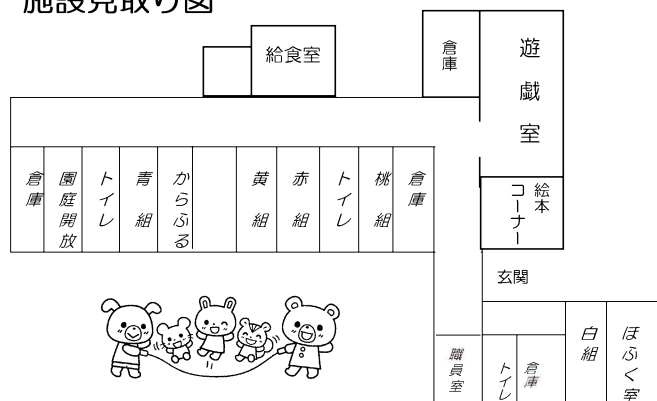 施設見取り図
給食室
倉庫
遊戯室
倉庫
園庭開放
トイレ
青組
からふる
黄組
赤組
トイレ
桃組
倉庫
絵本
コーナー
玄関
職員室
トイレ
倉庫
白組
ほふく室